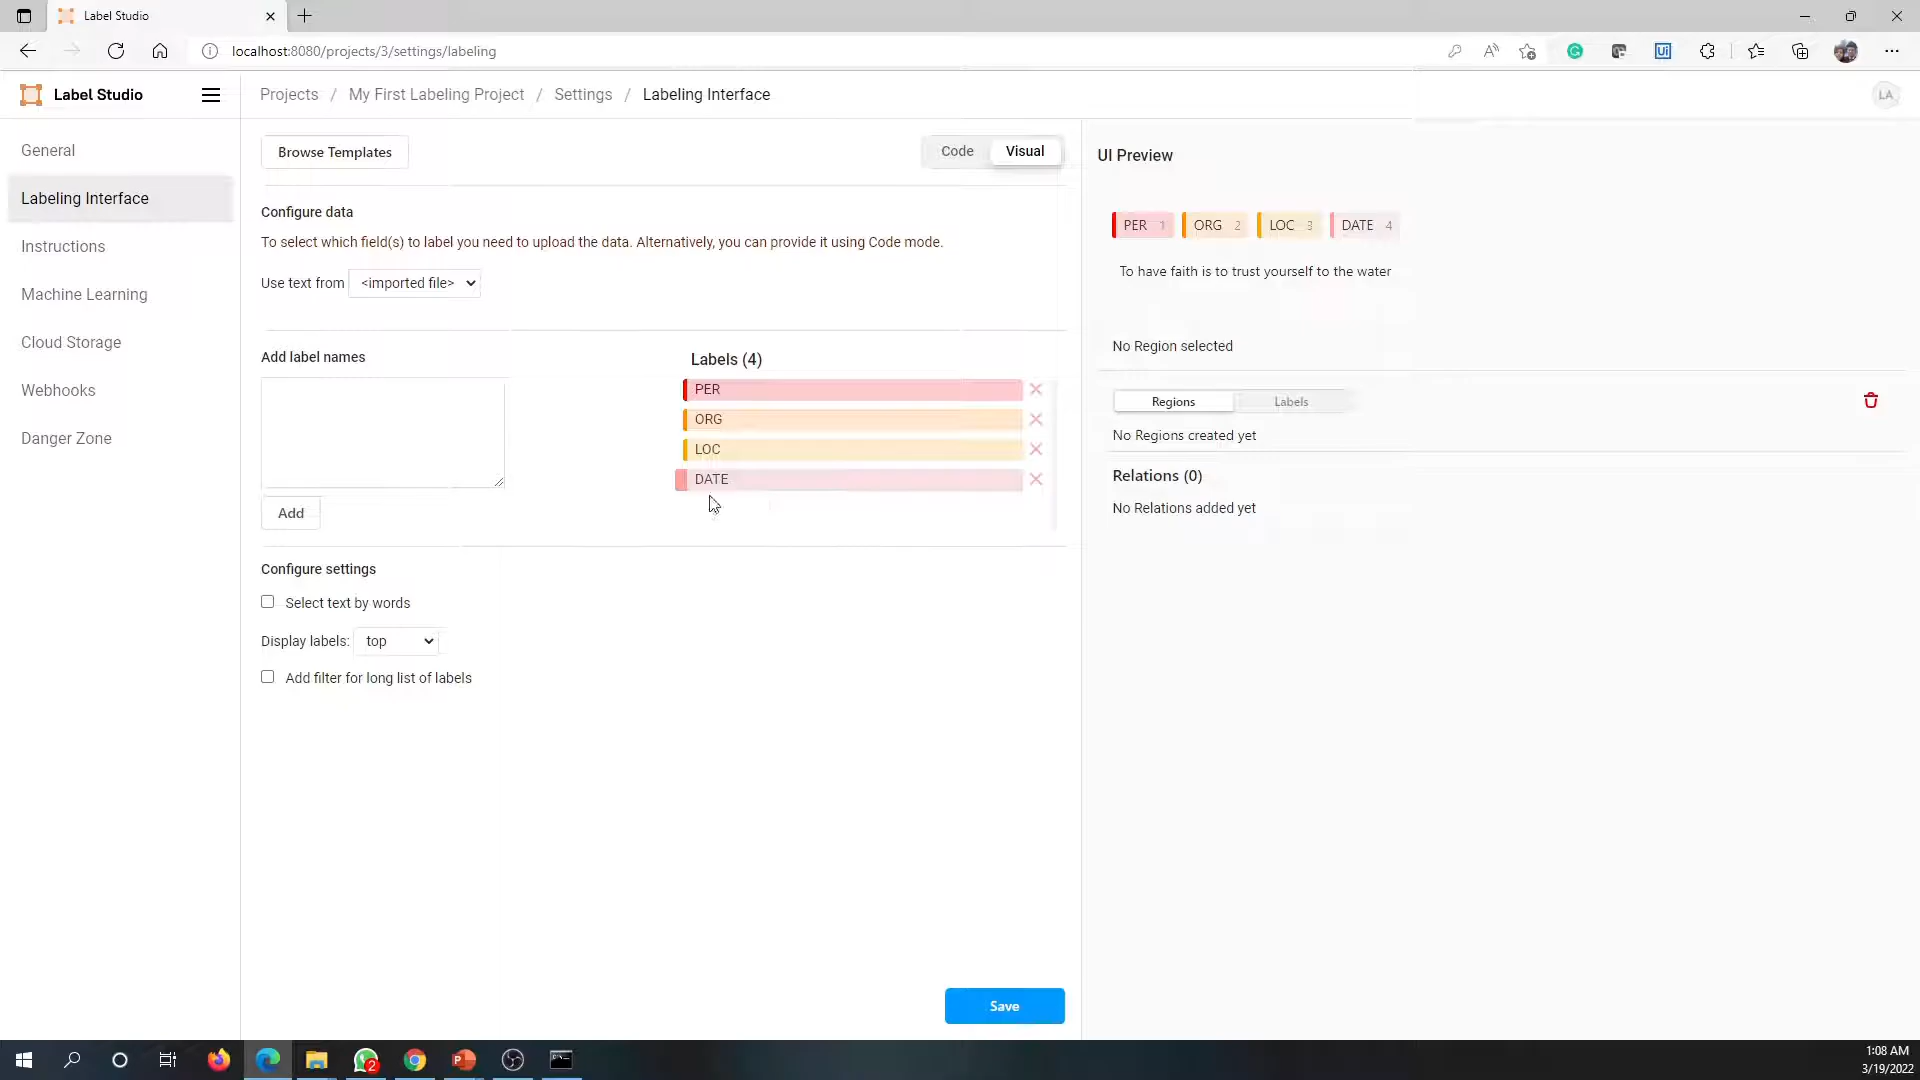 Label Studio
localhost:8080/projects/3/settings/labeling
Label Studio
Projects / My First Labeling Project / Settings / Labeling Interface
LA
General
Labeling Interface
Instructions
Machine Learning
Cloud Storage
Webhooks
Danger Zone
Browse Templates
Code Visual
Configure data
To select which field(s) to label you need to upload the data. Alternatively, you can provide it using Code mode.
Use text from <imported file>
Add label names
Add
Labels (4)
PER
ORG
LOC
DATE
Configure settings
Select text by words
Display labels: top
Add filter for long list of labels
Save
UI Preview
PER 1 ORG 2 LOC 3 DATE 4
To have faith is to trust yourself to the water
No Region selected
Regions Labels
No Regions created yet
Relations (0)
No Relations added yet
2
1:08 AM
3/19/2022